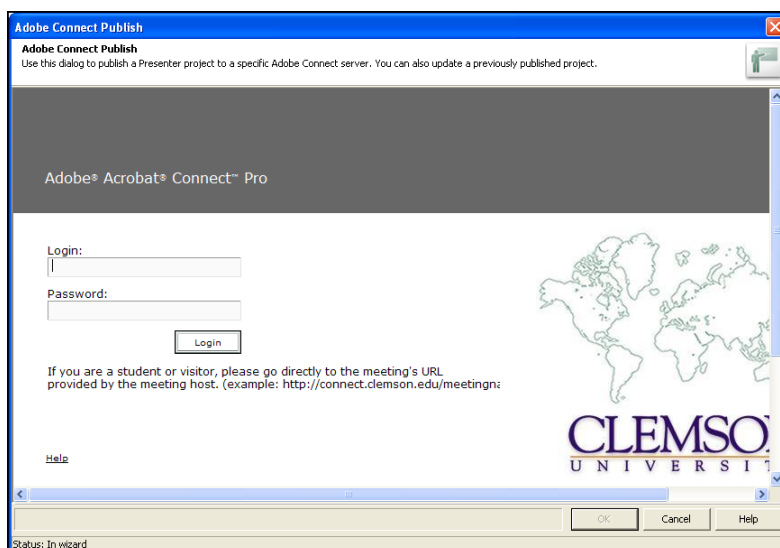 Adobe Connect Publish
Adobe Connect Publish
Use this dialog to publish a Presenter project to a specific Adobe Connect server. You can also update a previously published project.
Adobe® Acrobat® Connect™ Pro
Login:
Password:
Login
If you are a student or visitor, please go directly to the meeting's URL
provided by the meeting host. (example: http://connect.clemson.edu/meetingna
Help
CLEMSO
UNIVERSIT
OK
Cancel
Help
Status: In wizard